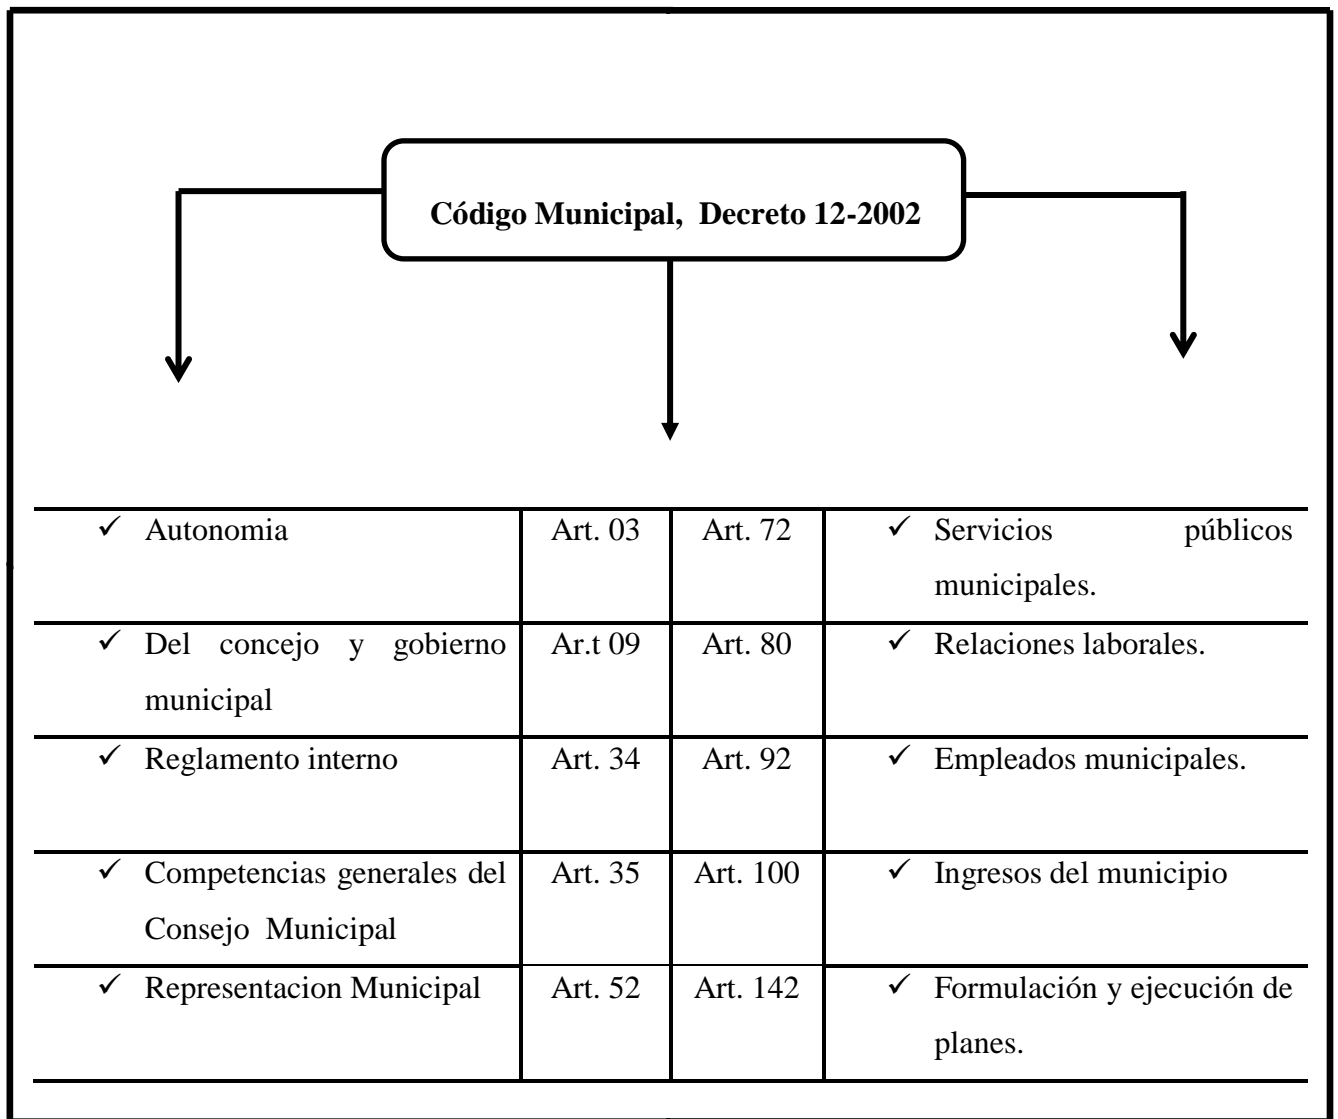 Código Municipal, Decreto 12-2002
✓ Autonomia Art. 03 Art. 72 ✓ Servicios públicos
municipales.
✓ Del concejo y gobierno Ar.t 09 Art. 80 ✓ Relaciones laborales.
municipal
✓ Reglamento interno Art. 34 Art. 92 ✓ Empleados municipales.
✓ Competencias generales del Art. 35 Art. 100 ✓ Ingresos del municipio
Consejo Municipal
✓ Representacion Municipal Art. 52 Art. 142 ✓ Formulación y ejecución de
planes.